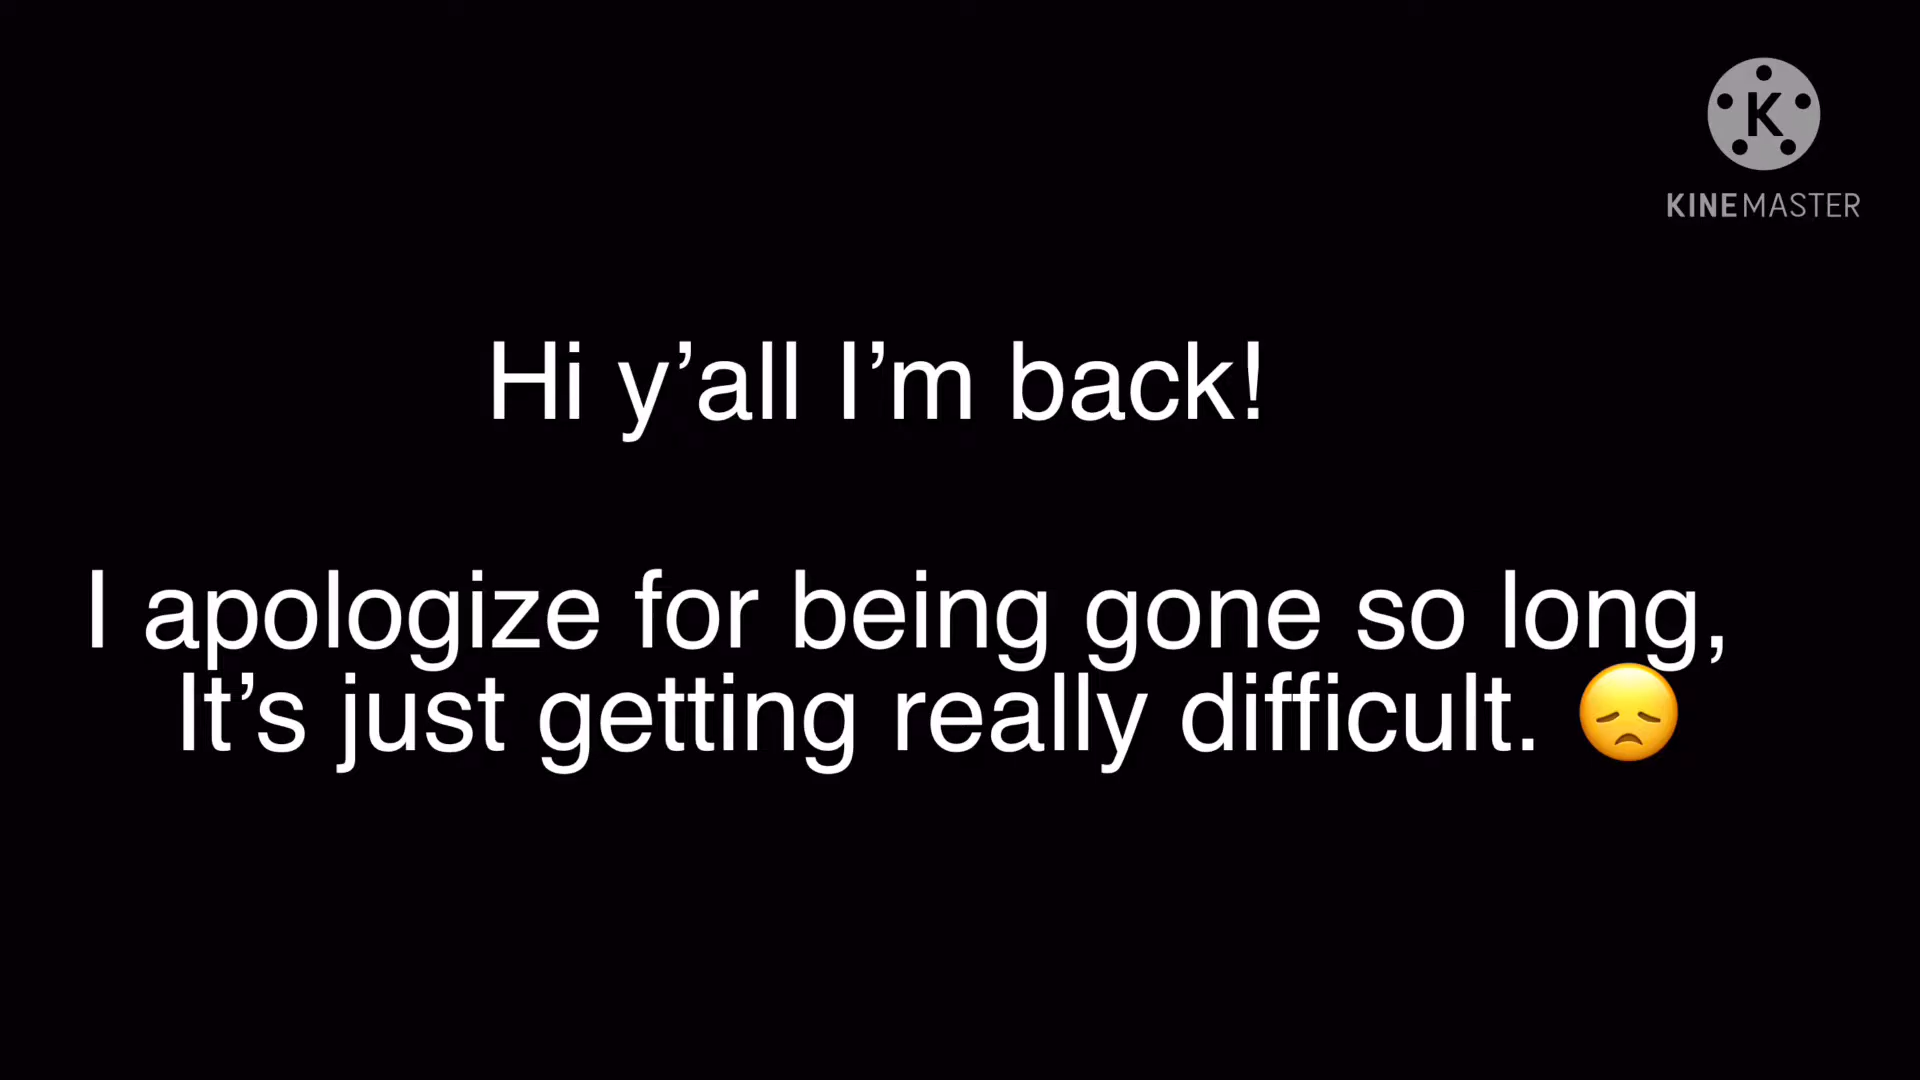 K
KINEMASTER
Hi y’all I’m back!
I apologize for being gone so long,
It’s just getting really difficult. 😞